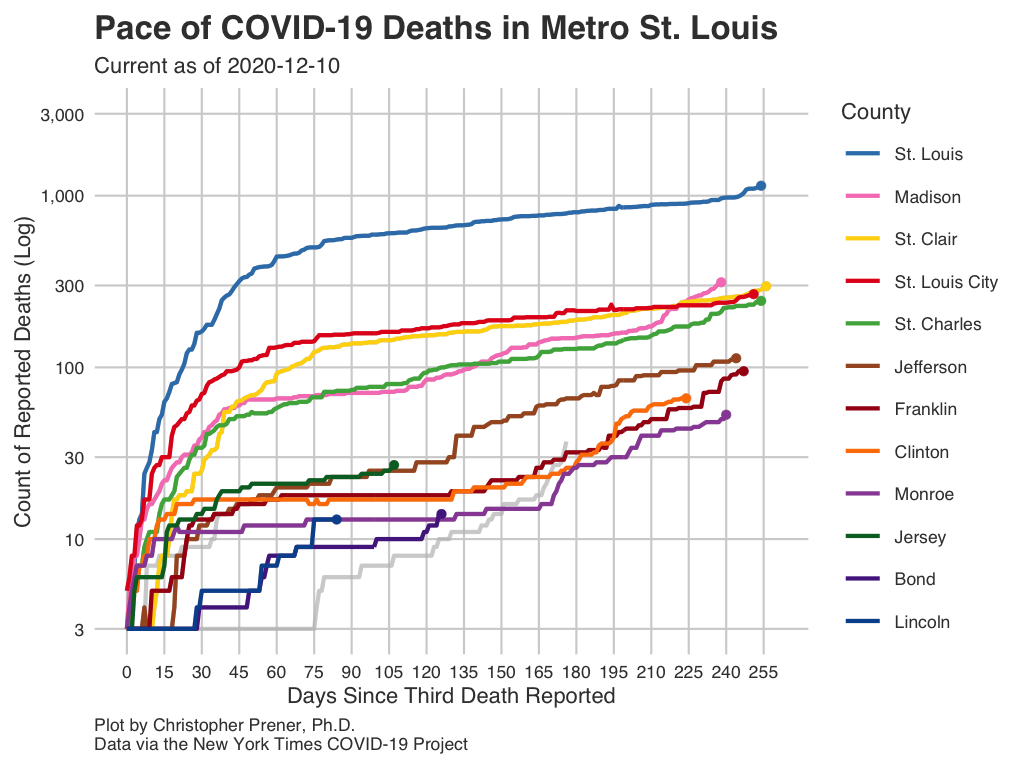 Pace of COVID-19 Deaths in Metro St. Louis
Current as of 2020-12-10
Count of Reported Deaths (Log)
3,000
1,000
300
100
30
10
3
0 15 30 45 60 75 90 105 120 135 150 165 180 195 210 225 240 255
Days Since Third Death Reported
County
St. Louis
Madison
St. Clair
St. Louis City
St. Charles
Jefferson
Franklin
Clinton
Monroe
Jersey
Bond
Lincoln
Plot by Christopher Prener, Ph.D.
Data via the New York Times COVID-19 Project